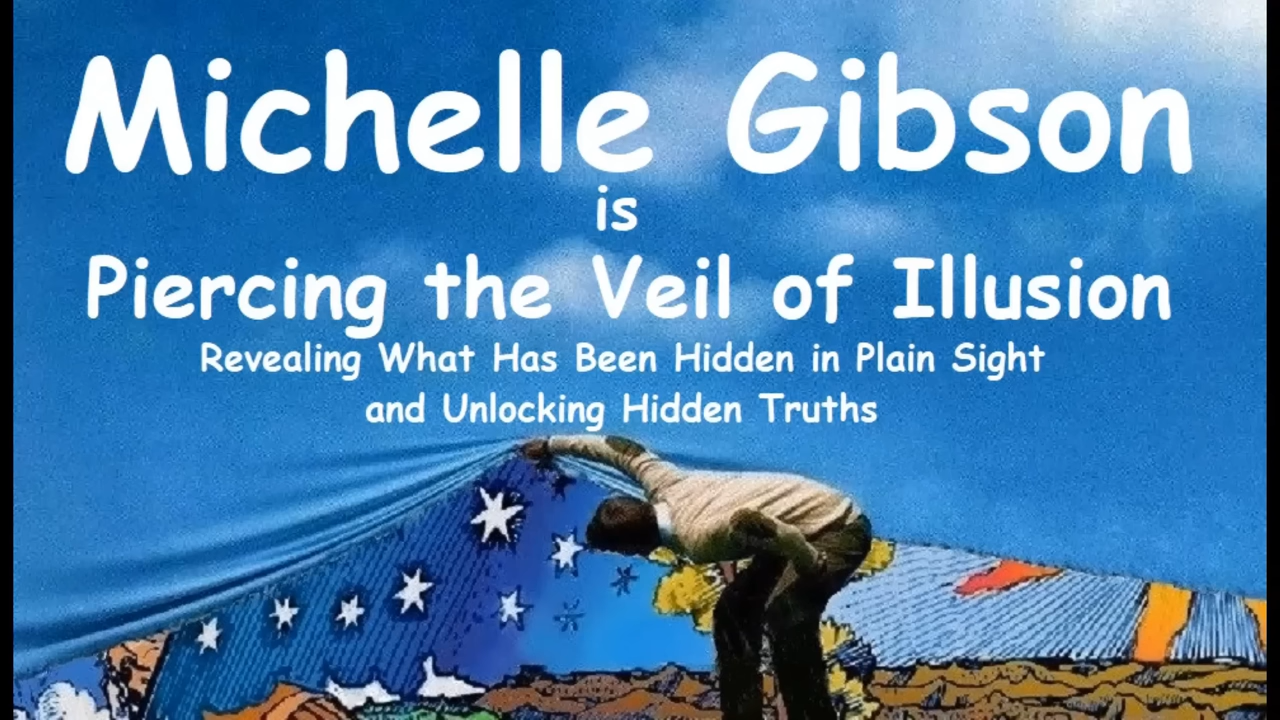 Michelle Gibson
is
Piercing the Veil of Illusion
Revealing What Has Been Hidden in Plain Sight
and Unlocking Hidden Truths